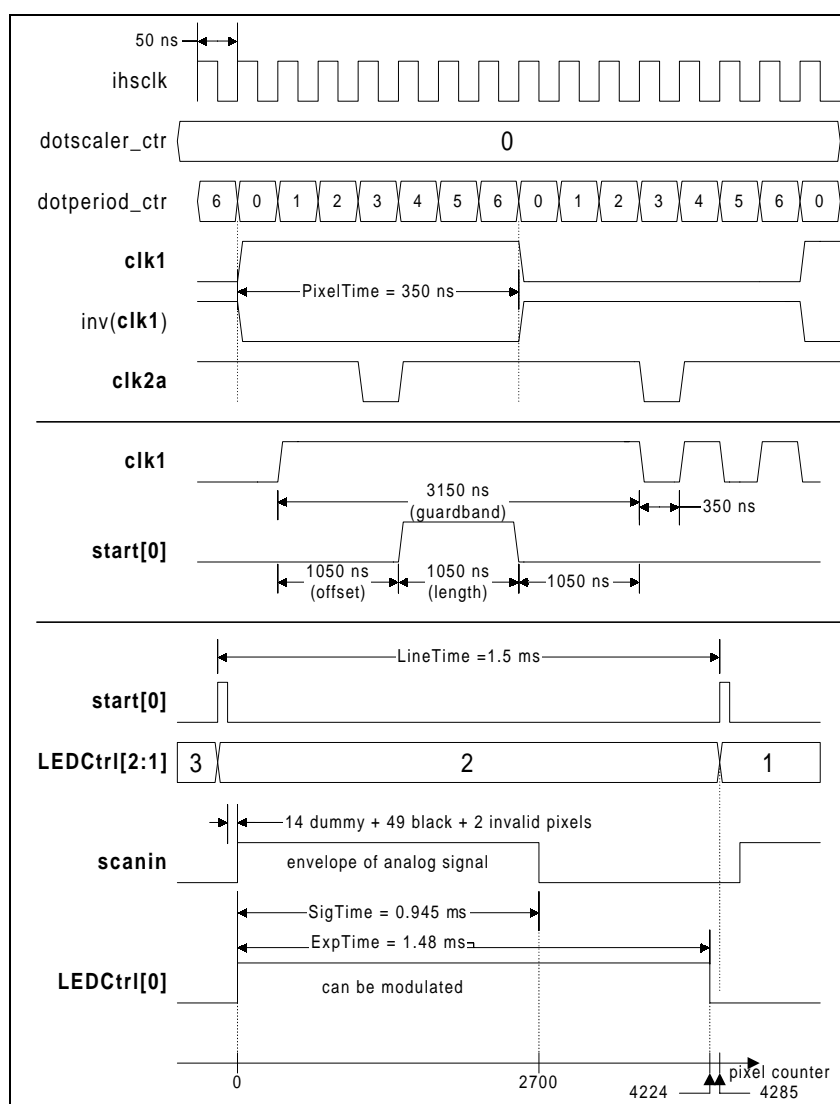 50 ns
ihsclk
dotscaler_ctr 0
dotperiod_ctr 6 0 1 2 3 4 5 6 0 1 2 3 4 5 6 0
clk1
PixelTime = 350 ns
inv(clk1)
clk2a
clk1
3150 ns
(guardband)
350 ns
start[0]
1050 ns
(offset)
1050 ns
(length)
1050 ns
LineTime =1.5 ms
start[0]
LEDCtrl[2:1] 3 2 1
14 dummy + 49 black + 2 invalid pixels
scanin envelope of analog signal
SigTime = 0.945 ms
ExpTime = 1.48 ms
LEDCtrl[0] can be modulated
pixel counter
0 2700
4224 4285